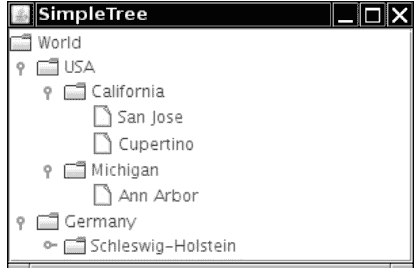 SimpleTree
World
USA
California
San Jose
Cupertino
Michigan
Ann Arbor
Germany
Schleswig-Holstein